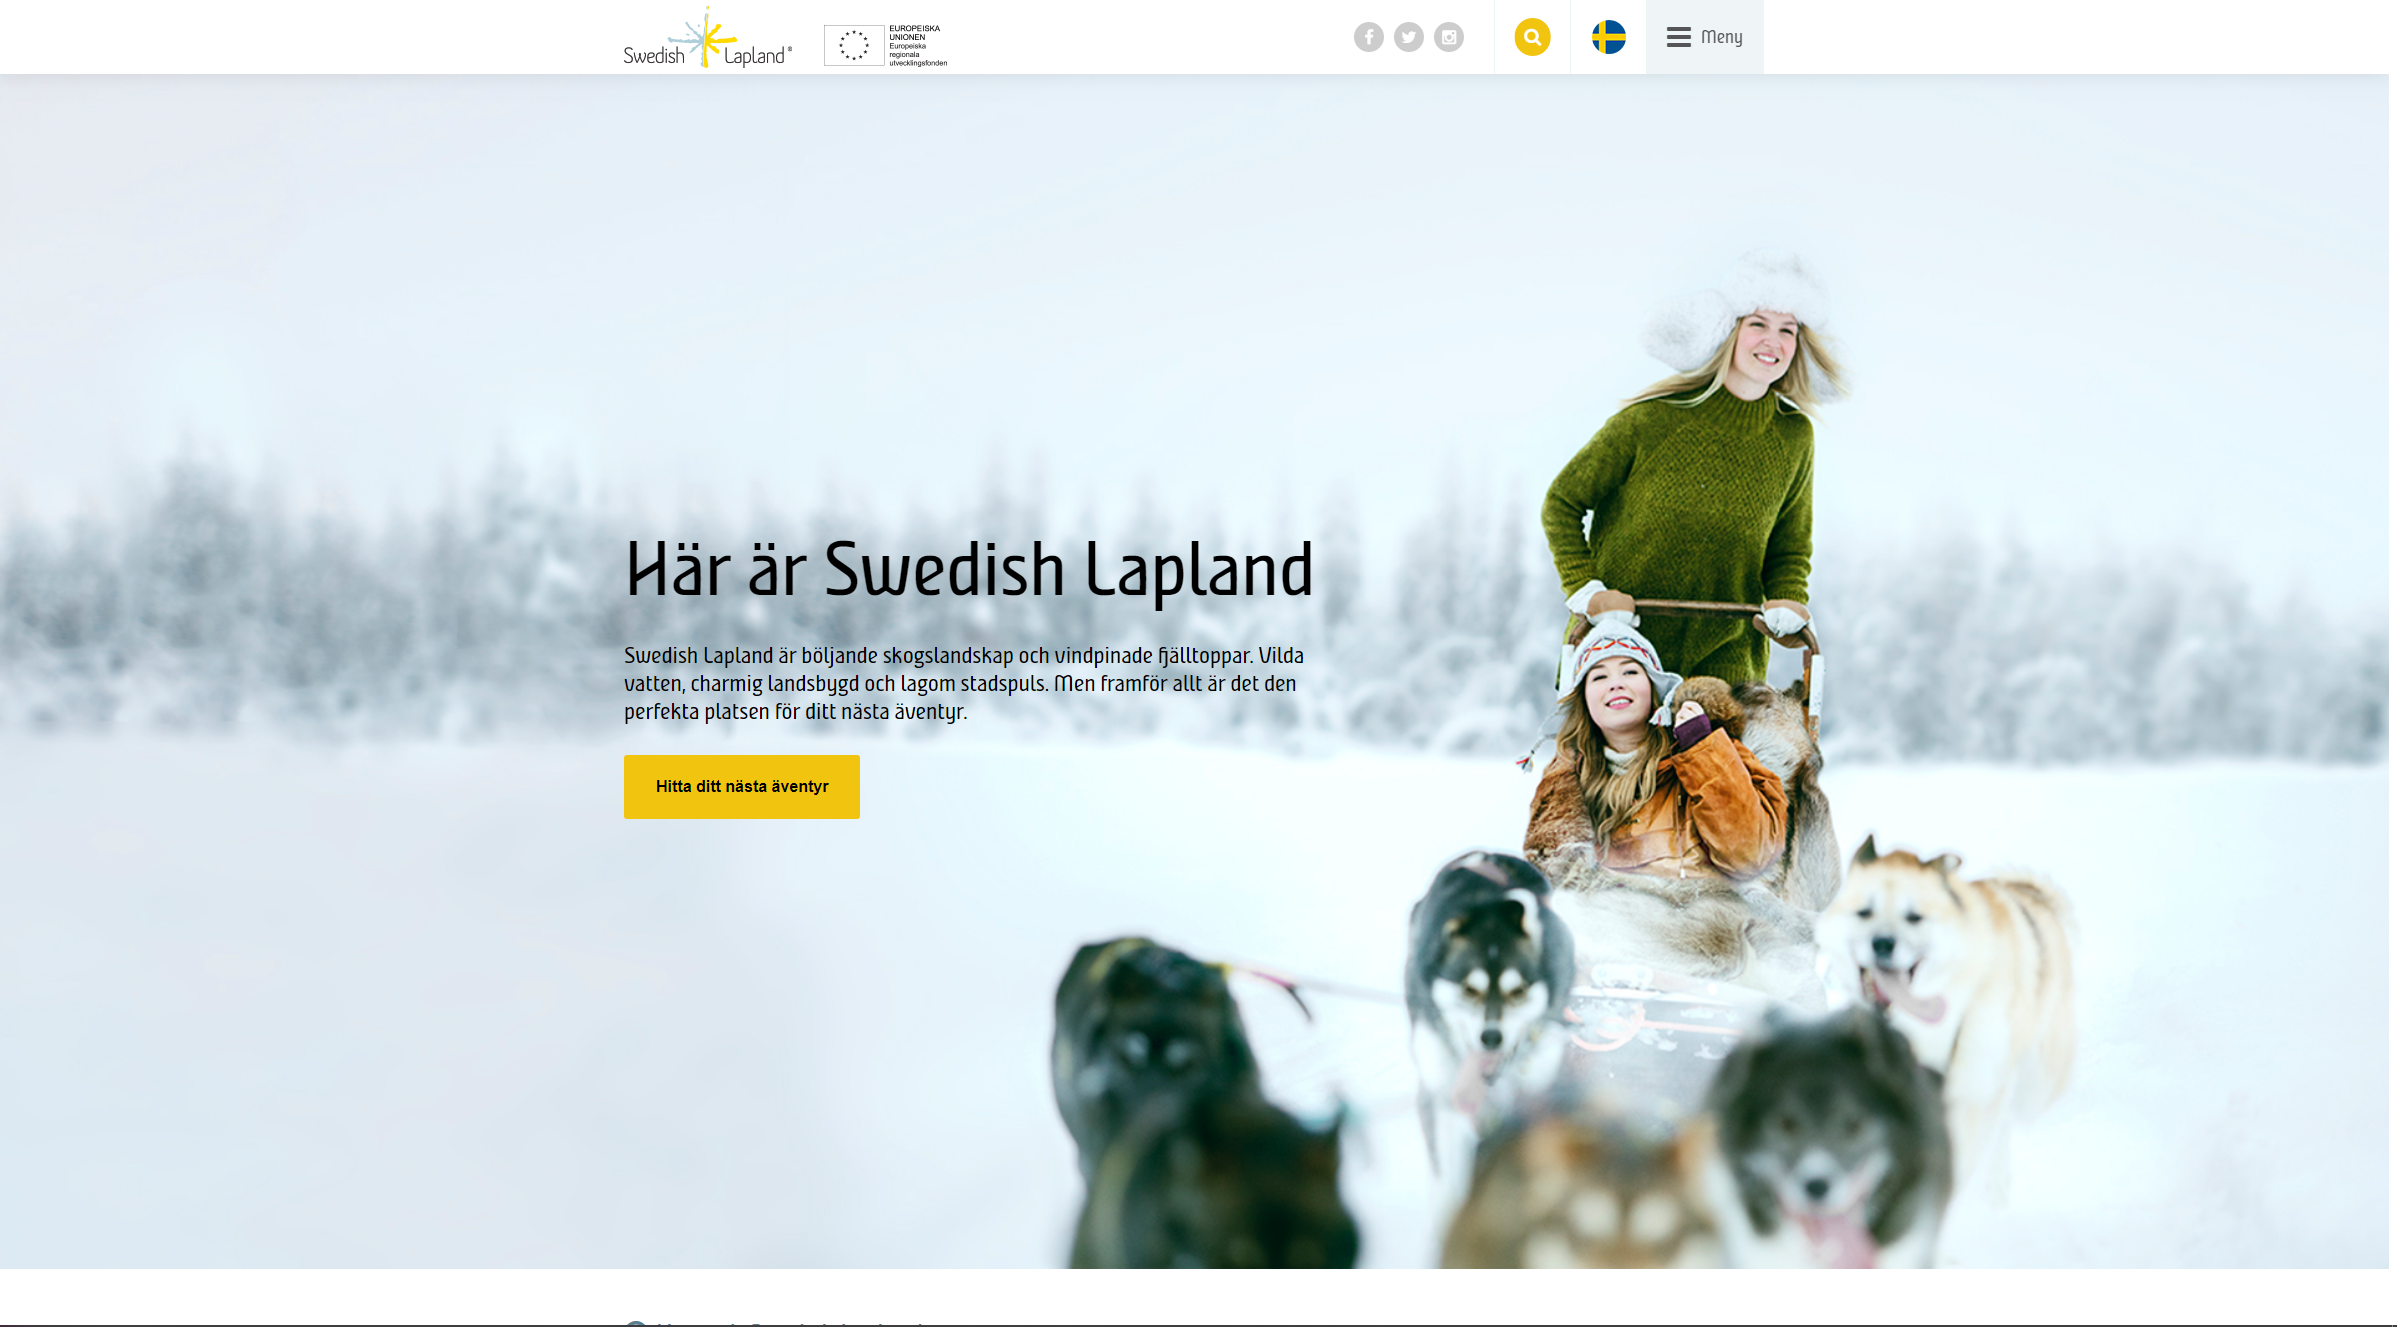 Swedish Lapland®
EUROPEISKA
UNIONEN
Europeiska
regionala
utvecklingsfonden
Meny
Här är Swedish Lapland
Swedish Lapland är böljande skogslandskap och vindpinade fjälltoppar. Vilda
vatten, charmig landsbygd och lagom stadspuls. Men framför allt är det den
perfekta platsen för ditt nästa äventyr.
Hitta ditt nästa äventyr